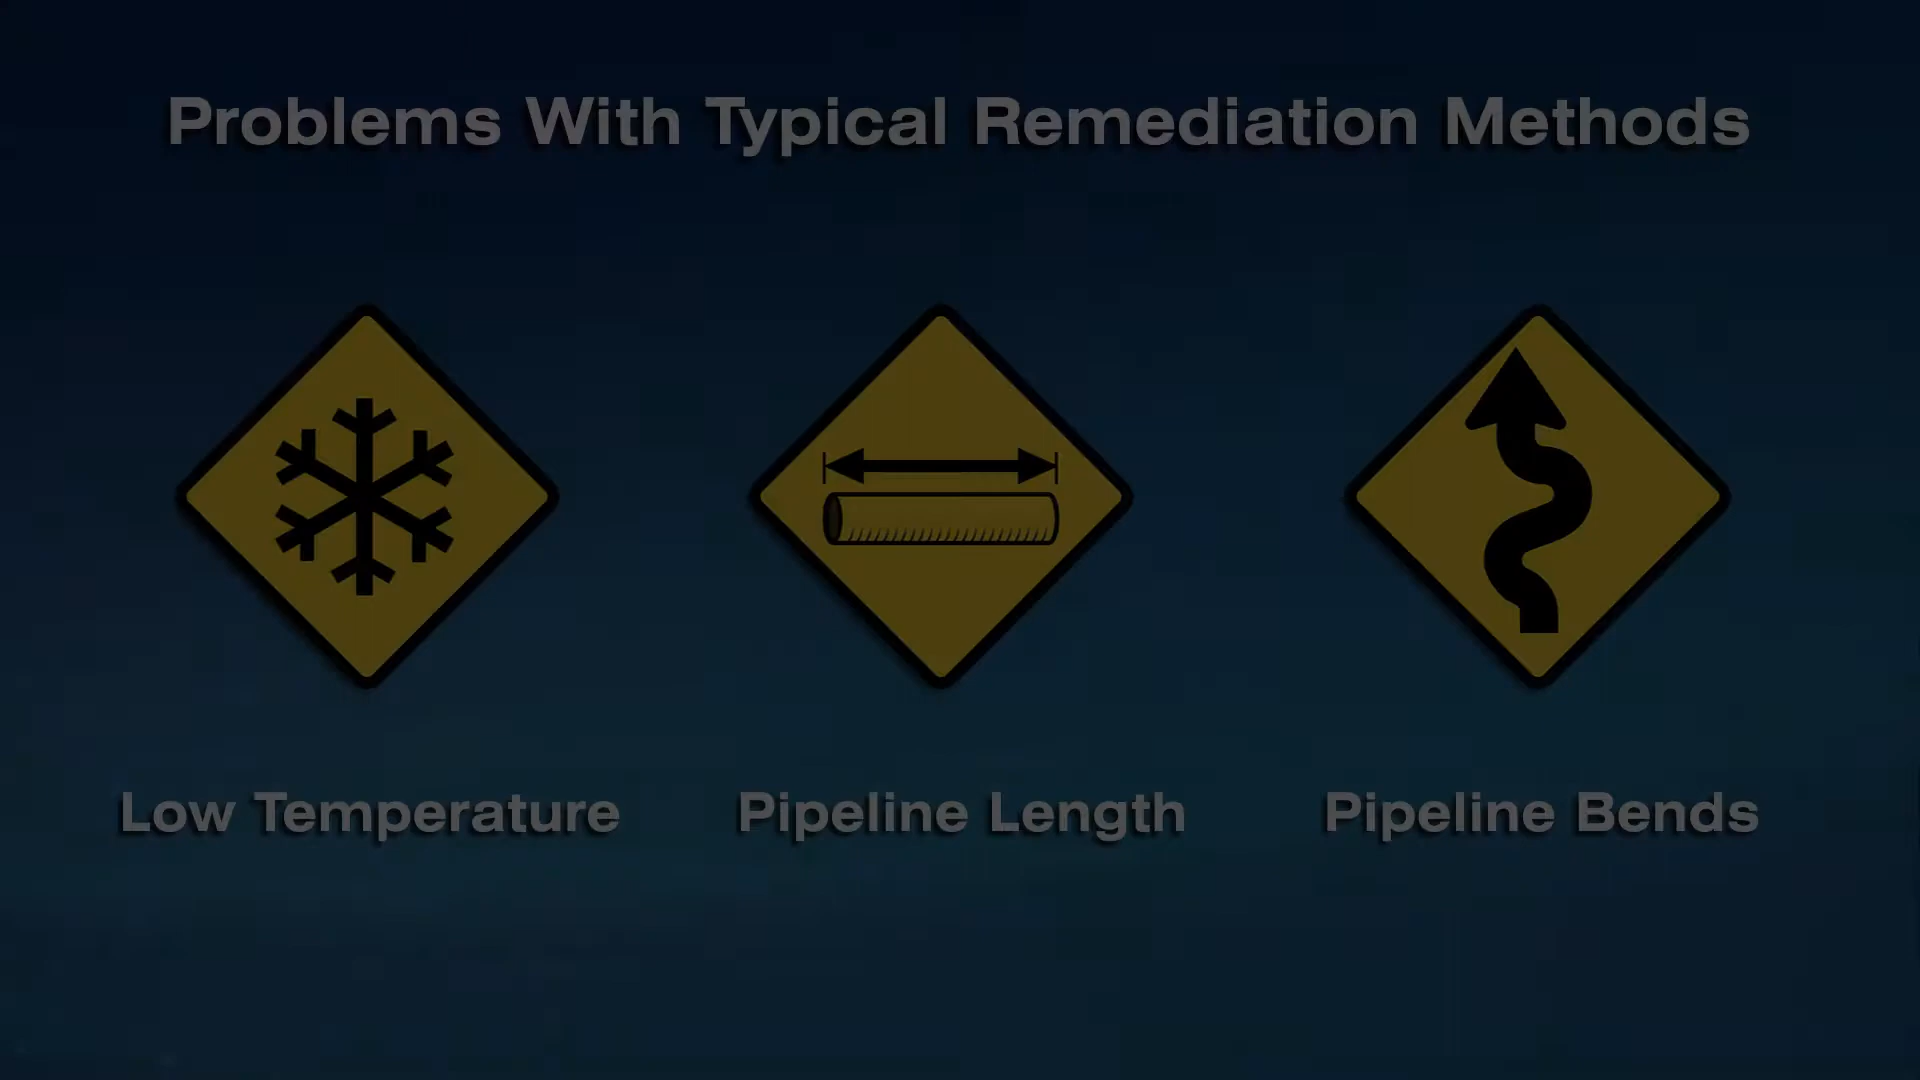 Problems With Typical Remediation Methods
Low Temperature
Pipeline Length
Pipeline Bends